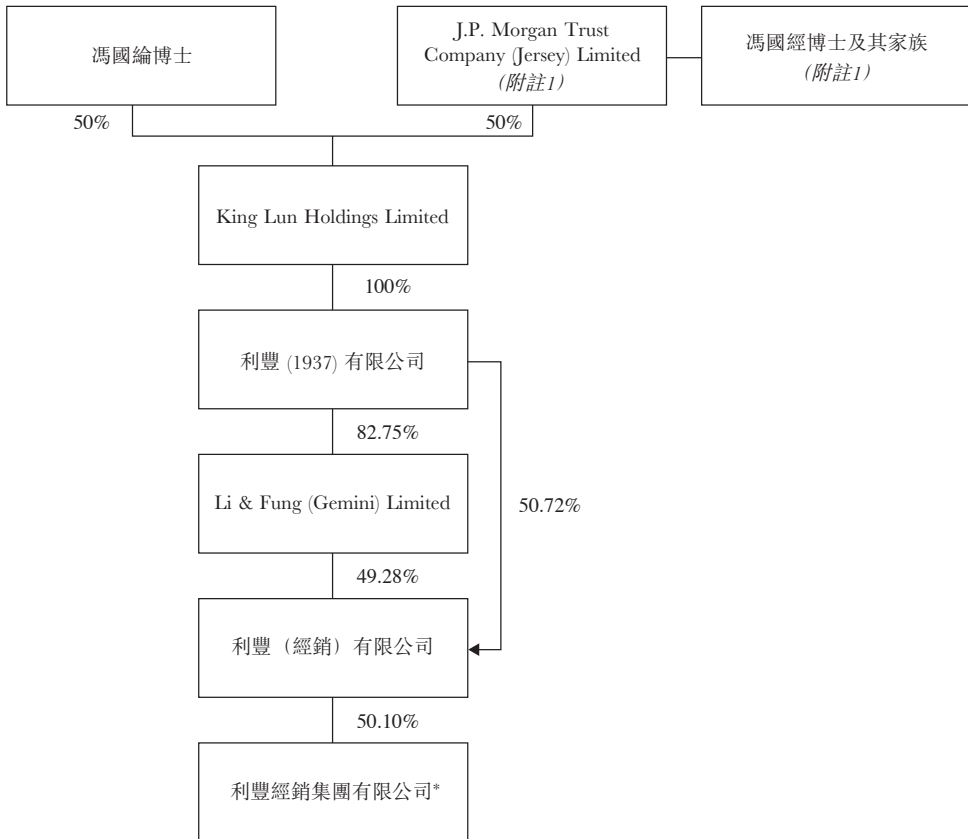 馮國綸博士
J.P. Morgan Trust
Company (Jersey) Limited
(附註1)
馮國經博士及其家族
(附註1)
50%
50%
King Lun Holdings Limited
100%
利豐 (1937) 有限公司
82.75%
Li & Fung (Gemini) Limited
50.72%
49.28%
利豐（經銷）有限公司
50.10%
利豐經銷集團有限公司*